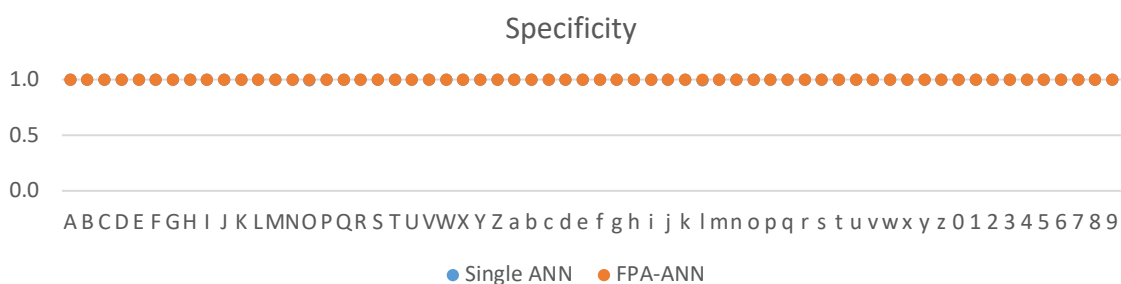 Specificity
1.0
0.5
0.0
A B C D E F G H I J K L M N O P Q R S T U V W X Y Z a b c d e f g h i j k l m n o p q r s t u v w x y z 0 1 2 3 4 5 6 7 8 9
Single ANN FPA-ANN